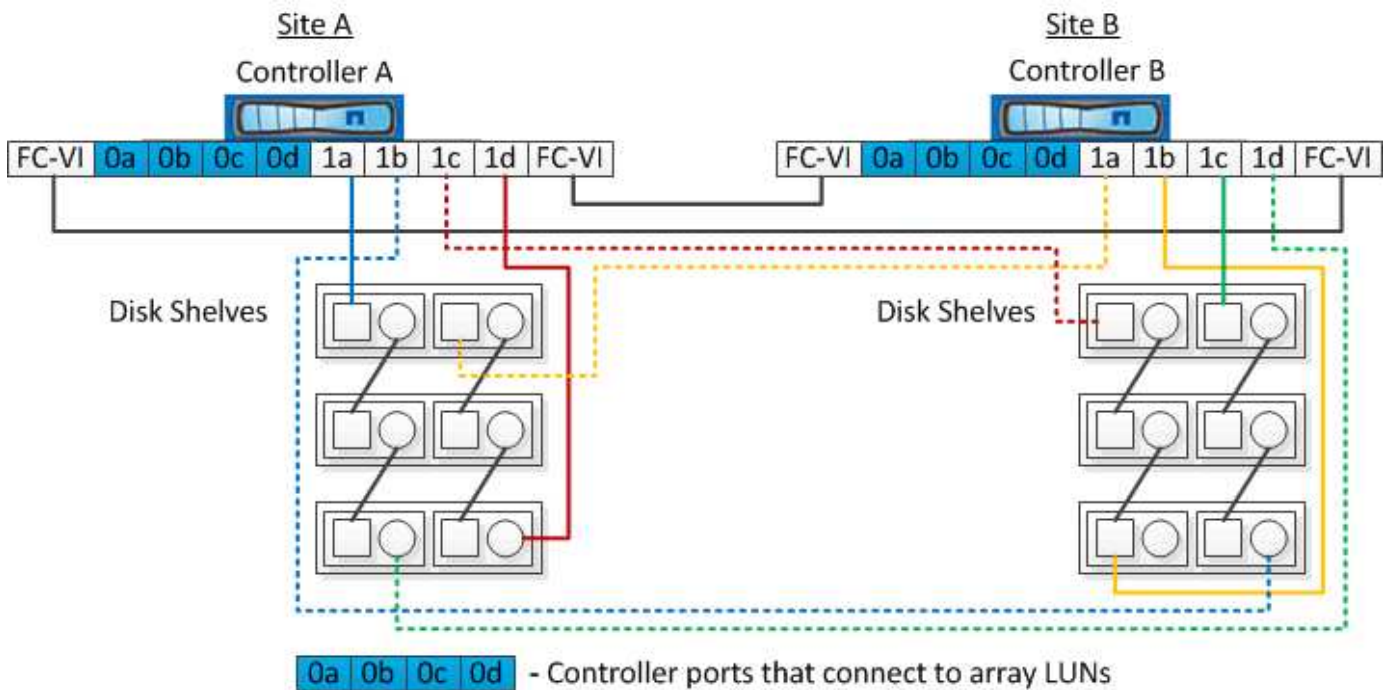 Site A
Site B
Controller A
Controller B
FC-VI 0a 0b 0c 0d 1a 1b 1c 1d FC-VI
FC-VI 0a 0b 0c 0d 1a 1b 1c 1d FC-VI
Disk Shelves
Disk Shelves
0a 0b 0c 0d - Controller ports that connect to array LUNs